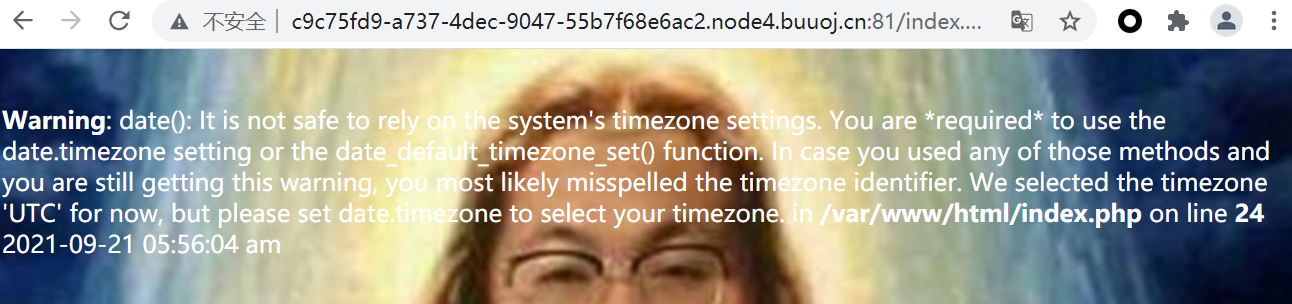 不安全 c9c75fd9-a737-4dec-9047-55b7f68e6ac2.node4.buuoj.cn:81/index....
Warning: date(): It is not safe to rely on the system's timezone settings. You are *required* to use the
date.timezone setting or the date_default_timezone_set() function. In case you used any of those methods and
you are still getting this warning, you most likely misspelled the timezone identifier. We selected the timezone
'UTC' for now, but please set date.timezone to select your timezone. in /var/www/html/index.php on line 24
2021-09-21 05:56:04 am